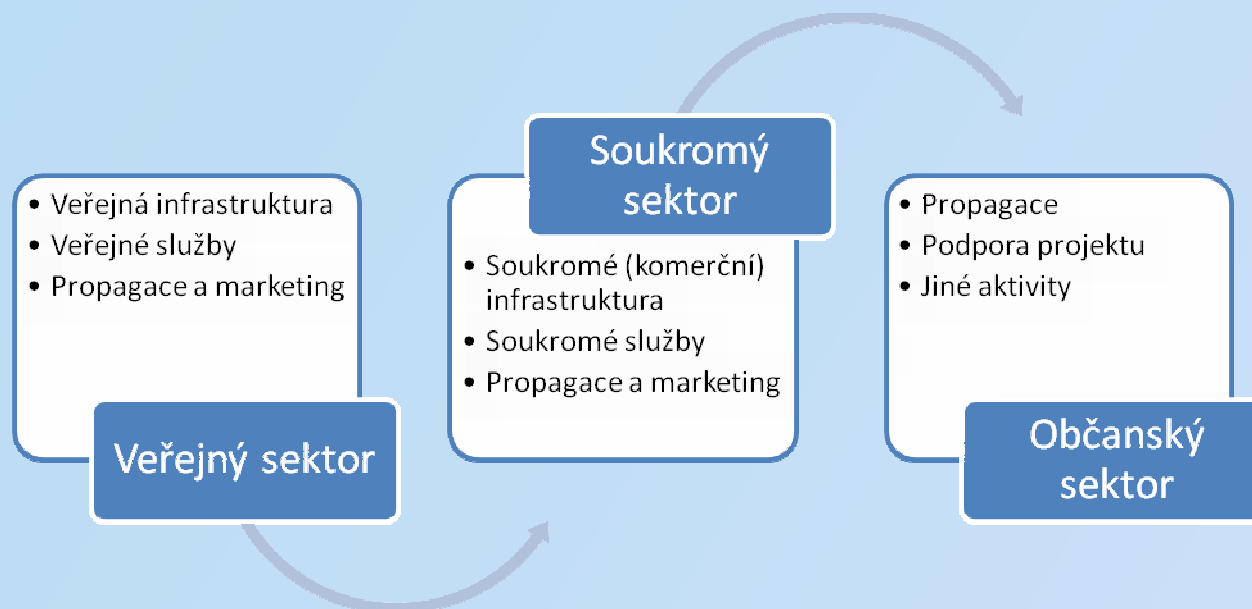 • Veřejná infrastruktura
• Veřejné služby
• Propagace a marketing
Veřejný sektor
Soukromý
sektor
• Soukromé (komerční)
infrastruktura
• Soukromé služby
• Propagace a marketing
• Propagace
• Podpora projektu
• Jiné aktivity
Občanský
sektor